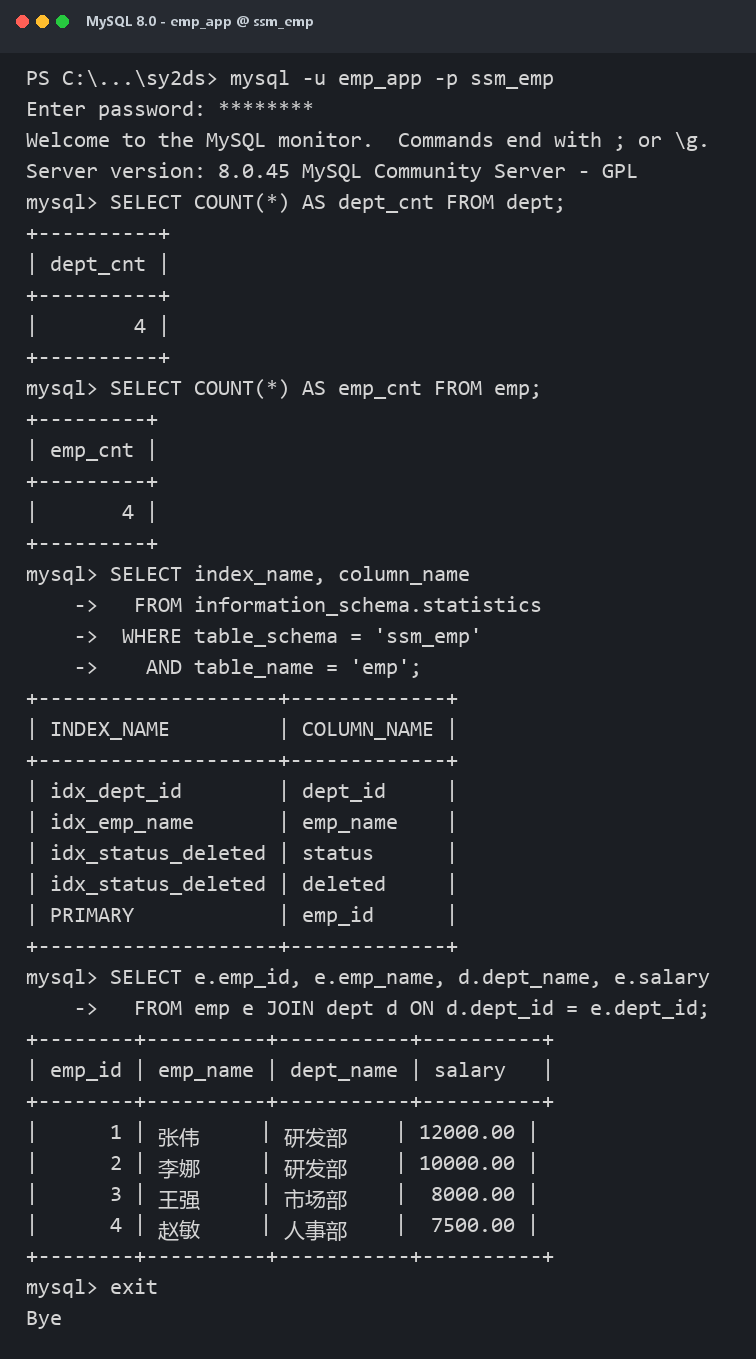 MySQL 8.0 - emp_app @ ssm_emp
PS C:\...\sy2ds> mysql -u emp_app -p ssm_emp
Enter password: ********
Welcome to the MySQL monitor.  Commands end with ; or \g.
Server version: 8.0.45 MySQL Community Server - GPL
mysql> SELECT COUNT(*) AS dept_cnt FROM dept;
+----------+
| dept_cnt |
+----------+
|        4 |
+----------+
mysql> SELECT COUNT(*) AS emp_cnt FROM emp;
+---------+
| emp_cnt |
+---------+
|       4 |
+---------+
mysql> SELECT index_name, column_name
    ->   FROM information_schema.statistics
    ->  WHERE table_schema = 'ssm_emp'
    ->    AND table_name = 'emp';
+--------------------+-------------+
| INDEX_NAME         | COLUMN_NAME |
+--------------------+-------------+
| idx_dept_id        | dept_id     |
| idx_emp_name       | emp_name    |
| idx_status_deleted | status      |
| idx_status_deleted | deleted     |
| PRIMARY            | emp_id      |
+--------------------+-------------+
mysql> SELECT e.emp_id, e.emp_name, d.dept_name, e.salary
    ->   FROM emp e JOIN dept d ON d.dept_id = e.dept_id;
+--------+----------+-----------+----------+
| emp_id | emp_name | dept_name | salary   |
+--------+----------+-----------+----------+
|      1 | 张伟     | 研发部    | 12000.00 |
|      2 | 李娜     | 研发部    | 10000.00 |
|      3 | 王强     | 市场部    |  8000.00 |
|      4 | 赵敏     | 人事部    |  7500.00 |
+--------+----------+-----------+----------+
mysql> exit
Bye